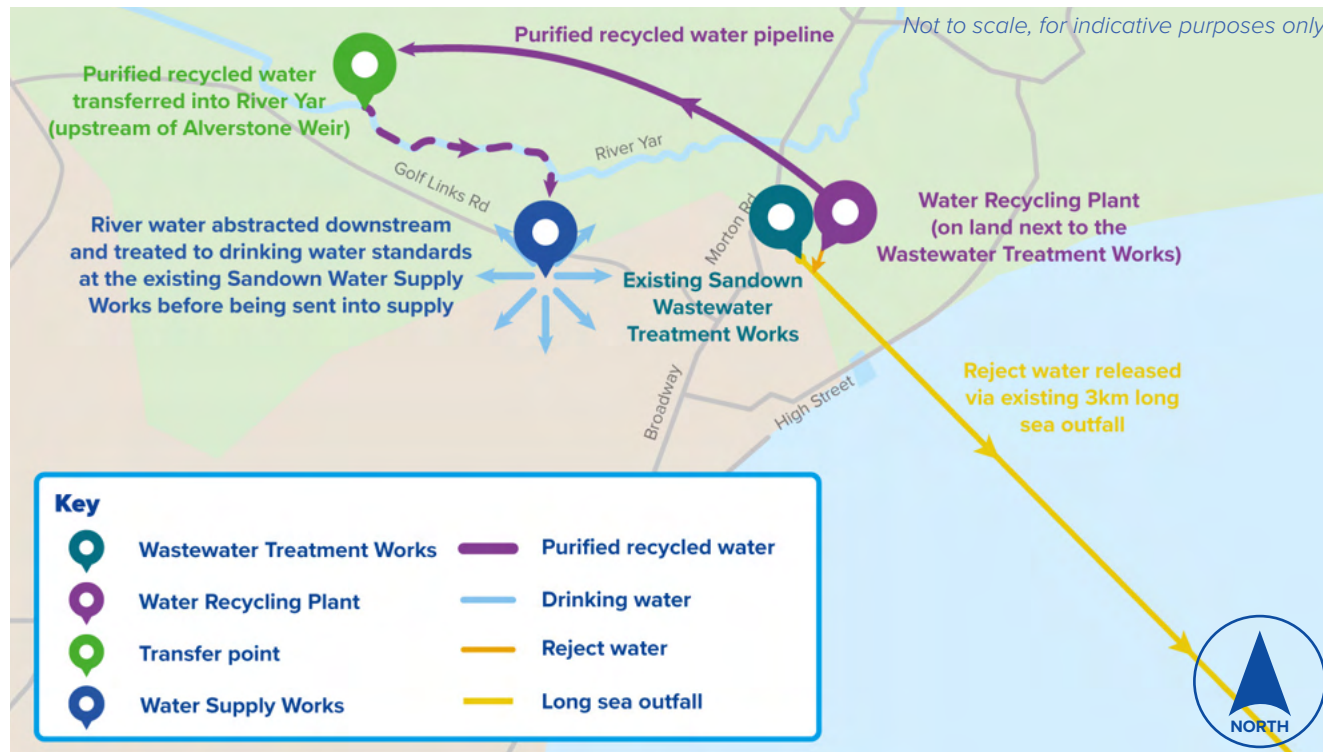 Not to scale, for indicative purposes only
Purified recycled water pipeline
Purified recycled water
transferred into River Yar
(upstream of Alverstone Weir)
River Yar
Golf Links Rd
Morton Rd
Water Recycling Plant
(on land next to the
Wastewater Treatment Works)
River water abstracted downstream
and treated to drinking water standards
at the existing Sandown Water Supply
Works before being sent into supply
Existing Sandown
Wastewater
Treatment Works
Broadway
High Street
Reject water released
via existing 3km long
sea outfall
Key
Wastewater Treatment Works
Purified recycled water
Water Recycling Plant
Drinking water
Transfer point
Reject water
Water Supply Works
Long sea outfall
NORTH